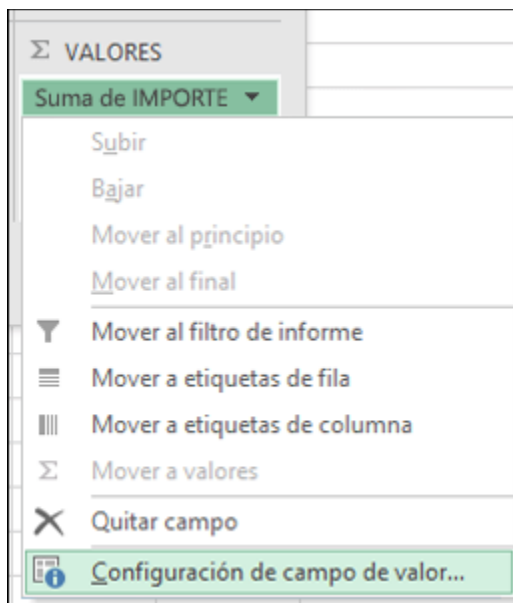 Σ VALORES
Suma de IMPORTE
Subir
Bajar
Mover al principio
Mover al final
Mover al filtro de informe
Mover a etiquetas de fila
Mover a etiquetas de columna
Σ Mover a valores
Quitar campo
Configuración de campo de valor...